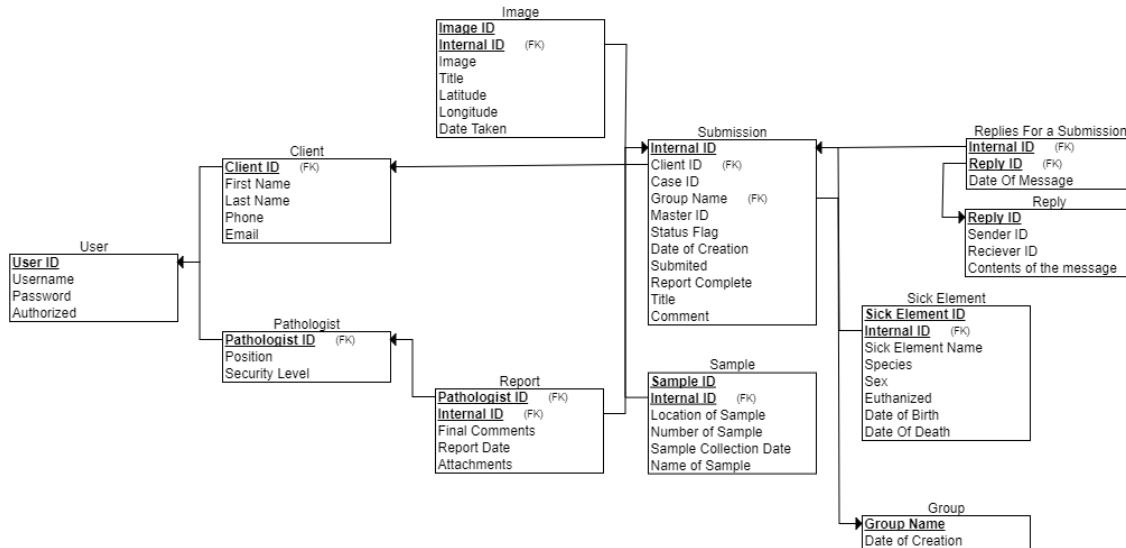 Image
Image ID
Internal ID (FK)
Image
Title
Latitude
Longitude
Date Taken
Client
Client ID (FK)
First Name
Last Name
Phone
Email
User
User ID
Username
Password
Authorized
Pathologist
Pathologist ID (FK)
Position
Security Level
Report
Pathologist ID (FK)
Internal ID (FK)
Final Comments
Report Date
Attachments
Submission
Internal ID
Client ID (FK)
Case ID
Group Name (FK)
Master ID
Status Flag
Date of Creation
Submited
Report Complete
Title
Comment
Sample
Sample ID
Internal ID (FK)
Location of Sample
Number of Sample
Sample Collection Date
Name of Sample
Replies For a Submission
Internal ID (FK)
Reply ID (FK)
Date Of Message
Reply
Reply ID
Sender ID
Reciever ID
Contents of the message
Sick Element
Sick Element ID
Internal ID (FK)
Sick Element Name
Species
Sex
Euthanized
Date of Birth
Date Of Death
Group
Group Name
Date of Creation